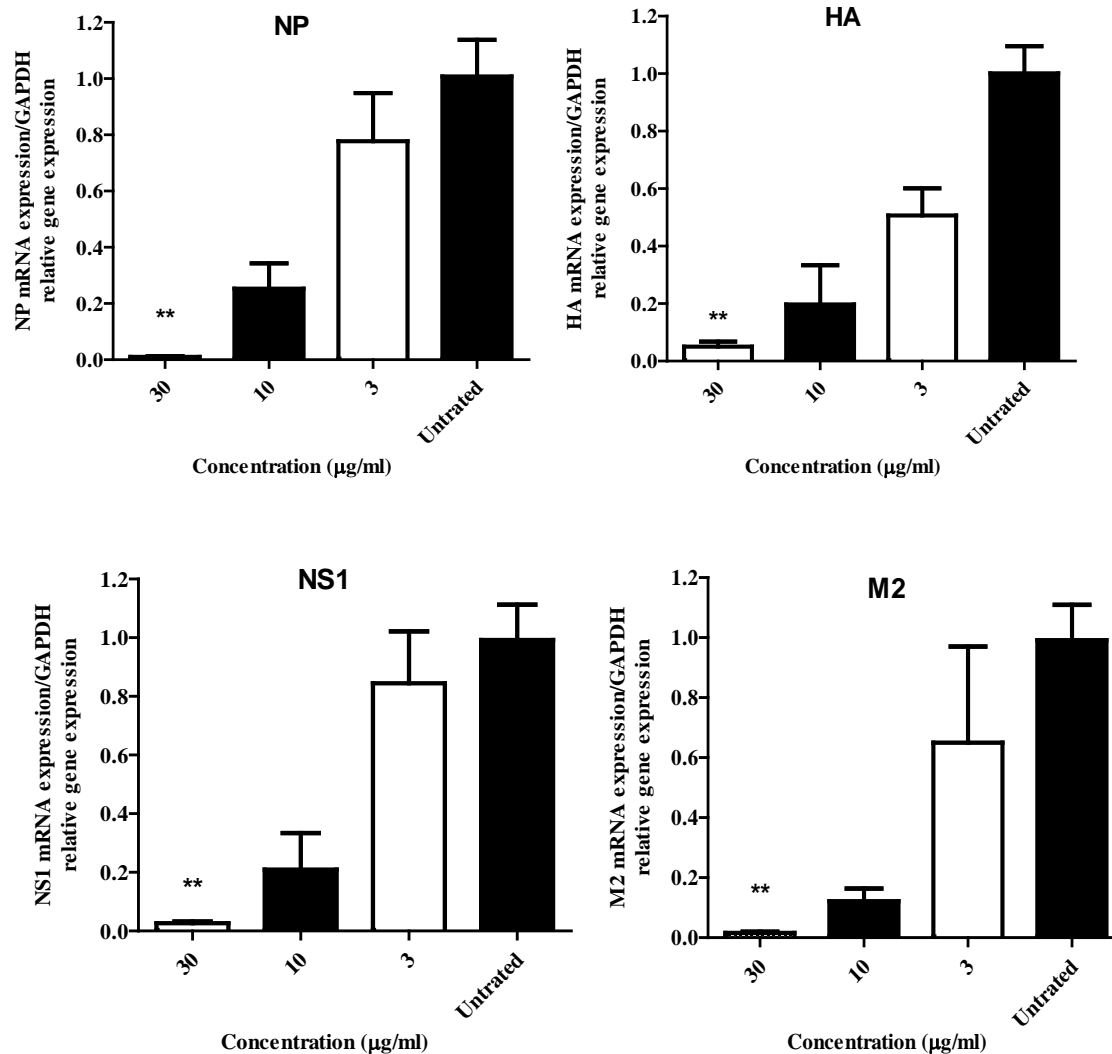 NP
NP mRNA expression/GAPDH
relative gene expression
1.2
1.0
0.8
0.6
0.4
0.2
0.0
**
30
10
3
Untrated
Concentration (µg/ml)
HA
HA mRNA expression/GAPDH
relative gene expression
1.2
1.0
0.8
0.6
0.4
0.2
0.0
**
30
10
3
Untrated
Concentration (µg/ml)
NS1
NS1 mRNA expression/GAPDH
relative gene expression
1.2
1.0
0.8
0.6
0.4
0.2
0.0
**
30
10
3
Untrated
Concentration (µg/ml)
M2
M2 mRNA expression/GAPDH
relative gene expression
1.2
1.0
0.8
0.6
0.4
0.2
0.0
**
30
10
3
Untrated
Concentration (µg/ml)